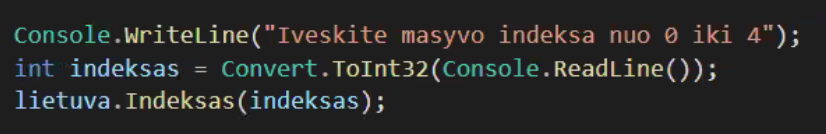 Console.WriteLine("Iveskite masyvo indeksa nuo 0 iki 4");
int indeksas = Convert.ToInt32(Console.ReadLine());
lietuva.Indeksas(indeksas);